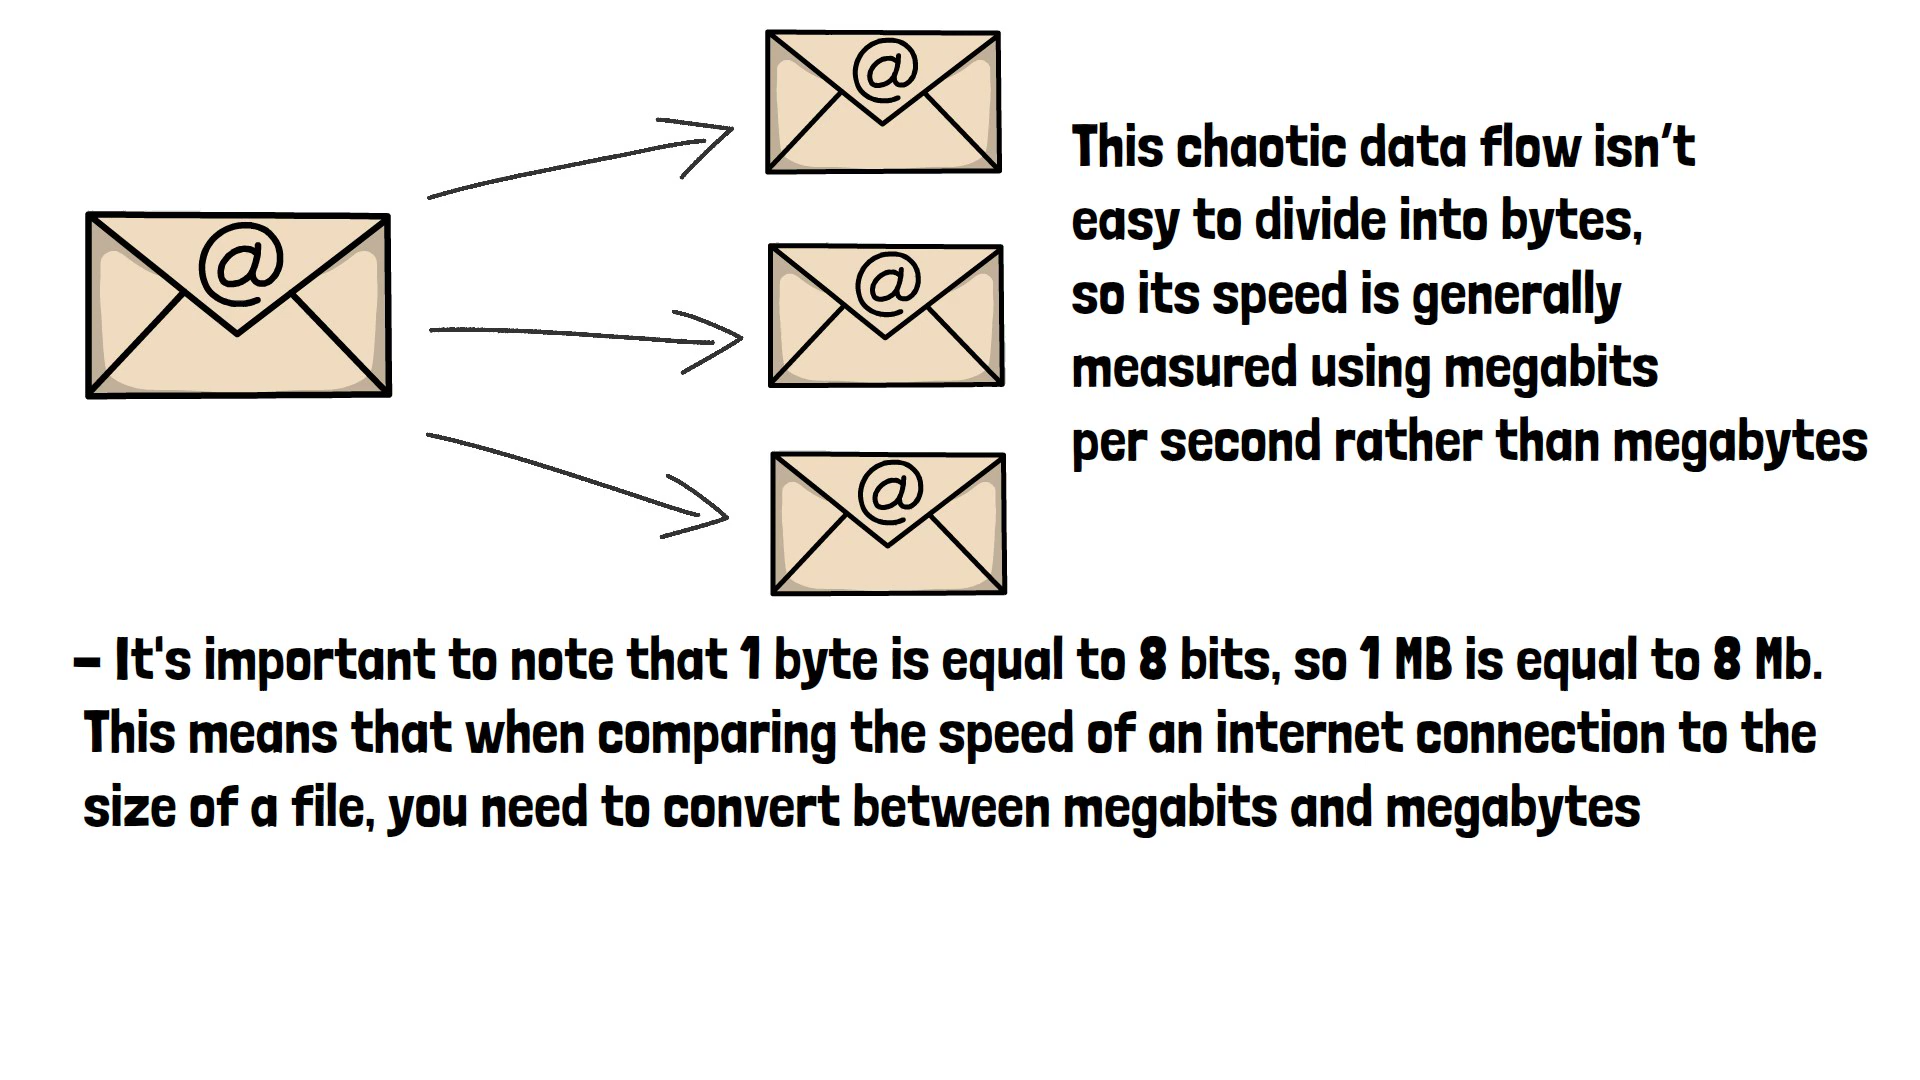 @
@
@
@
This chaotic data flow isn’t
easy to divide into bytes,
so its speed is generally
measured using megabits
per second rather than megabytes
– It's important to note that 1 byte is equal to 8 bits, so 1 MB is equal to 8 Mb.
This means that when comparing the speed of an internet connection to the
size of a file, you need to convert between megabits and megabytes